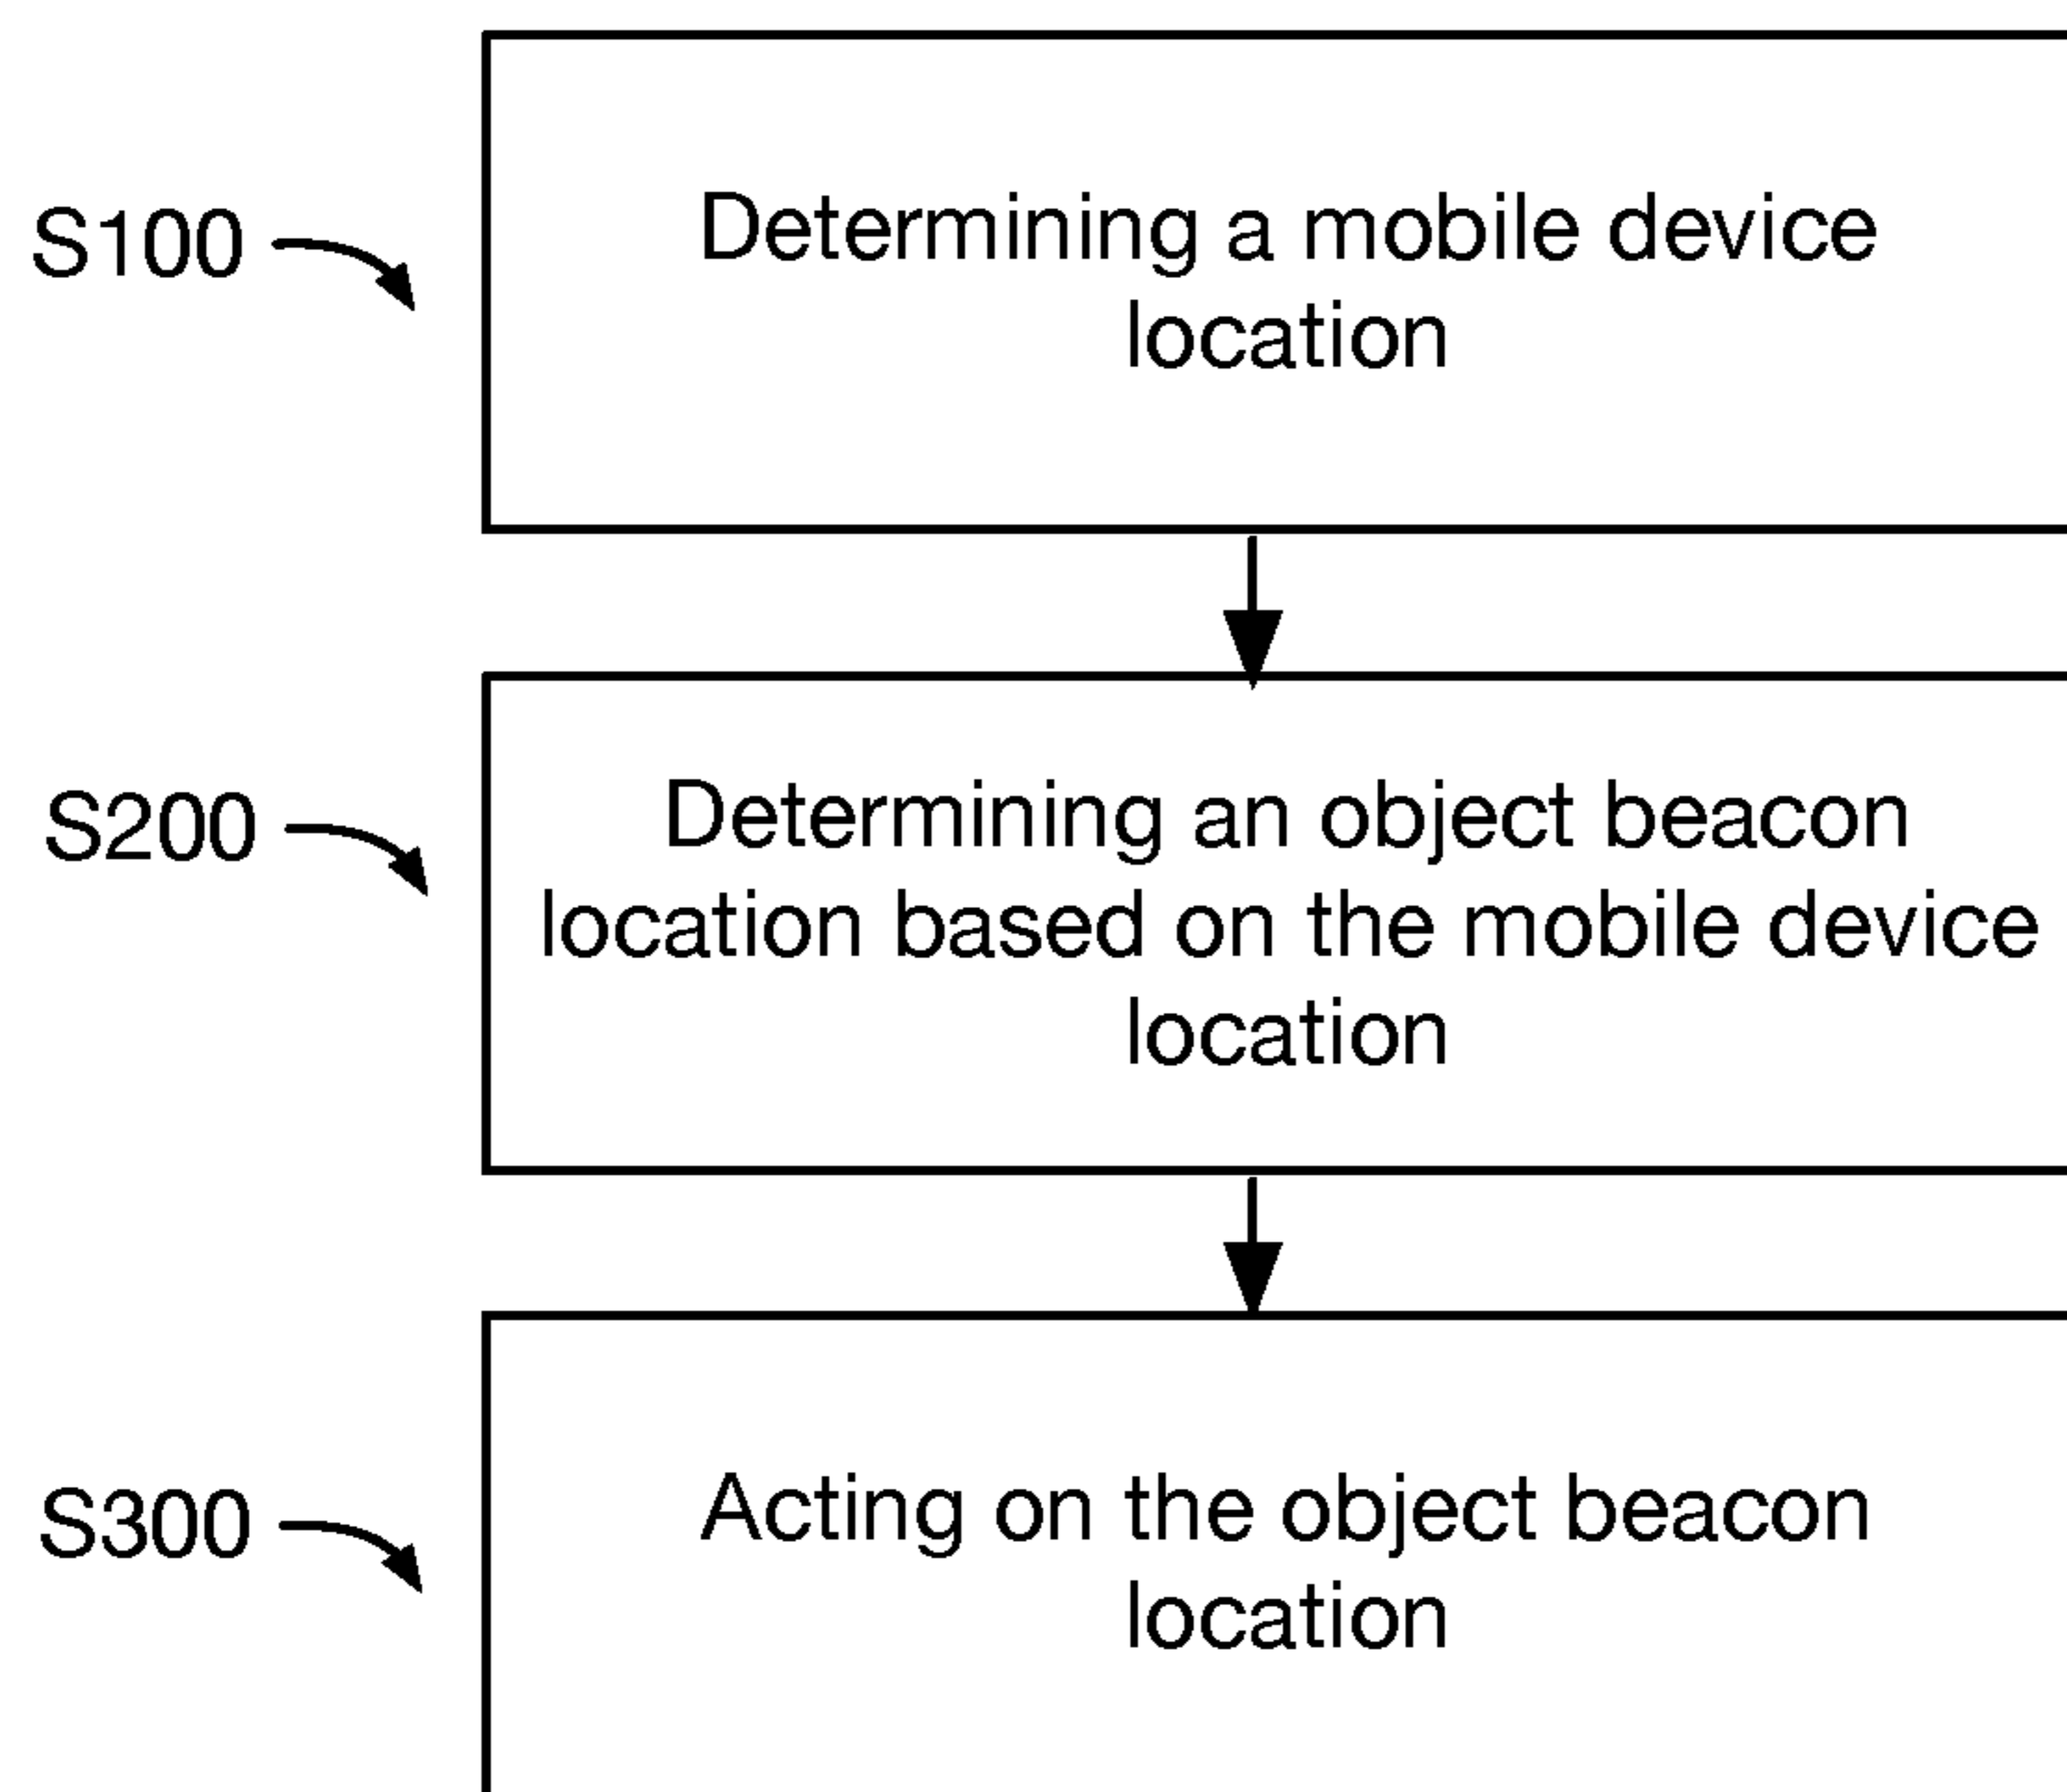 S100
Determining a mobile device
location
S200
Determining an object beacon
location based on the mobile device
location
S300
Acting on the object beacon
location